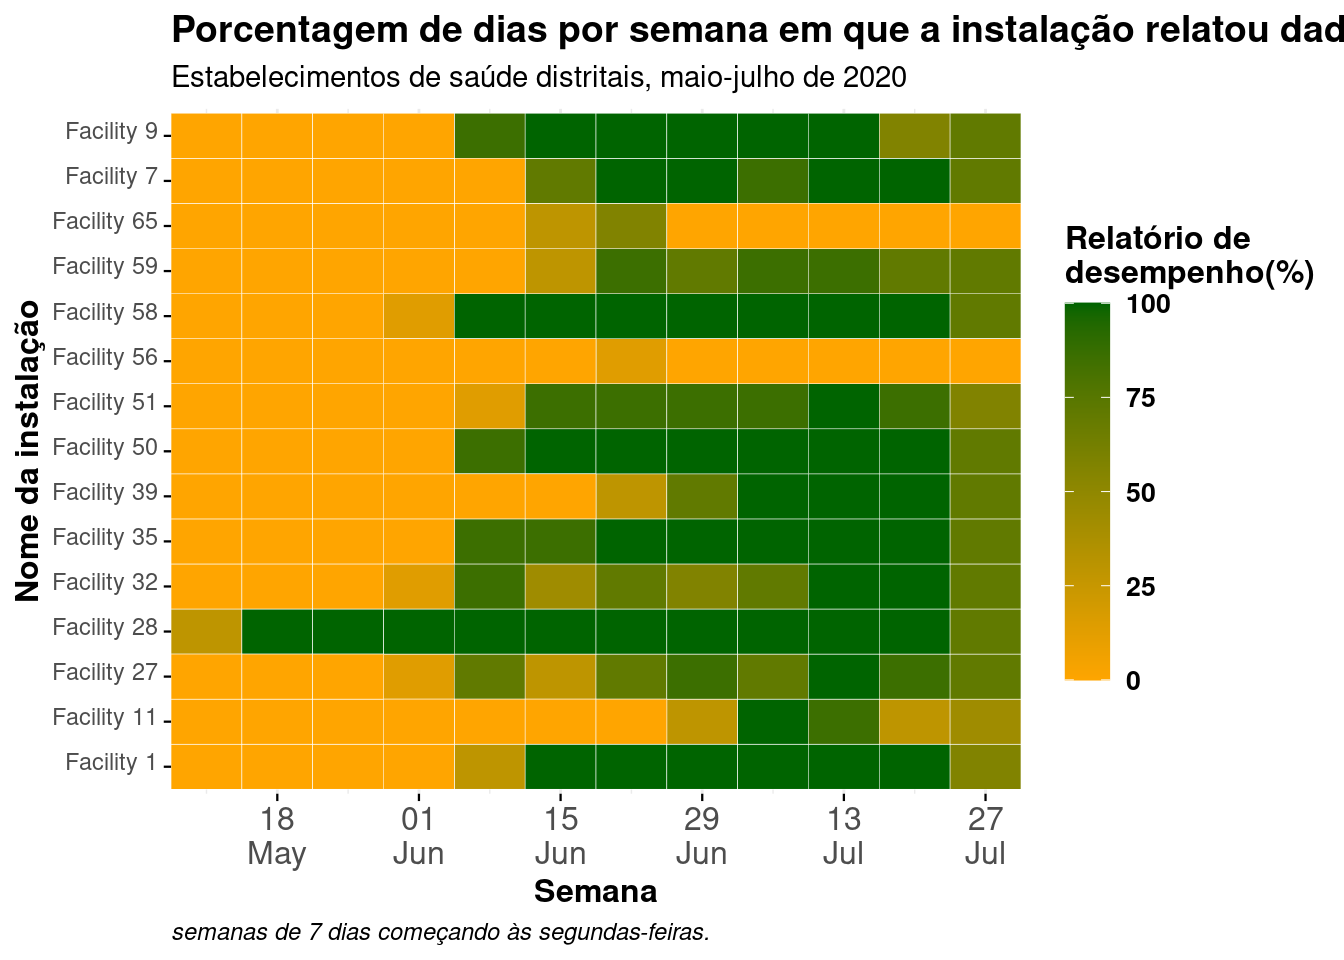 Porcentagem de dias por semana em que a instalação relatou dad
Estabelecimentos de saúde distritais, maio-julho de 2020
Nome da instalação
Facility 9
Facility 7
Facility 65
Facility 59
Facility 58
Facility 56
Facility 51
Facility 50
Facility 39
Facility 35
Facility 32
Facility 28
Facility 27
Facility 11
Facility 1
18
May
01
Jun
15
Jun
29
Jun
13
Jul
27
Jul
Semana
semanas de 7 dias começando às segundas-feiras.
Relatório de
desempenho(%)
100
75
50
25
0